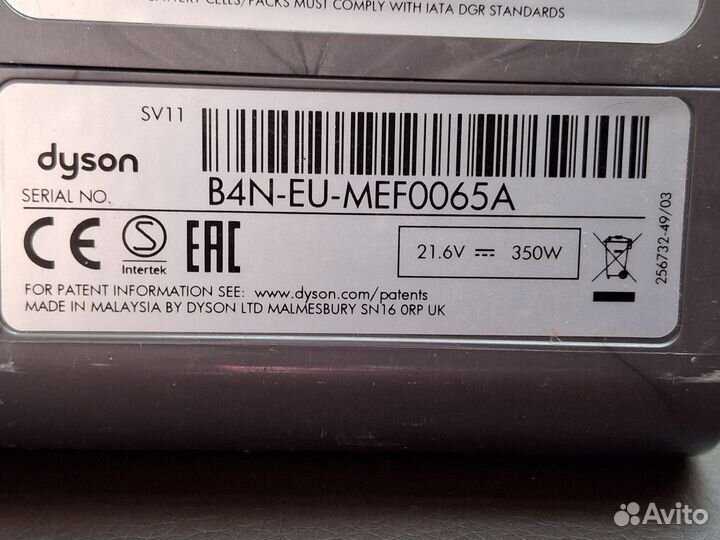 CELLS/PACKS MUST COMPLY WITH IATA DGR STANDARDS
SV11
dyson
SERIAL NO. B4N-EU-MEF0065A
CE S Intertek EAC 21.6V 350W
256732-49/03
FOR PATENT INFORMATION SEE: www.dyson.com/patents
MADE IN MALAYSIA BY DYSON LTD MALMESBURY SN16 0RP UK
Avito